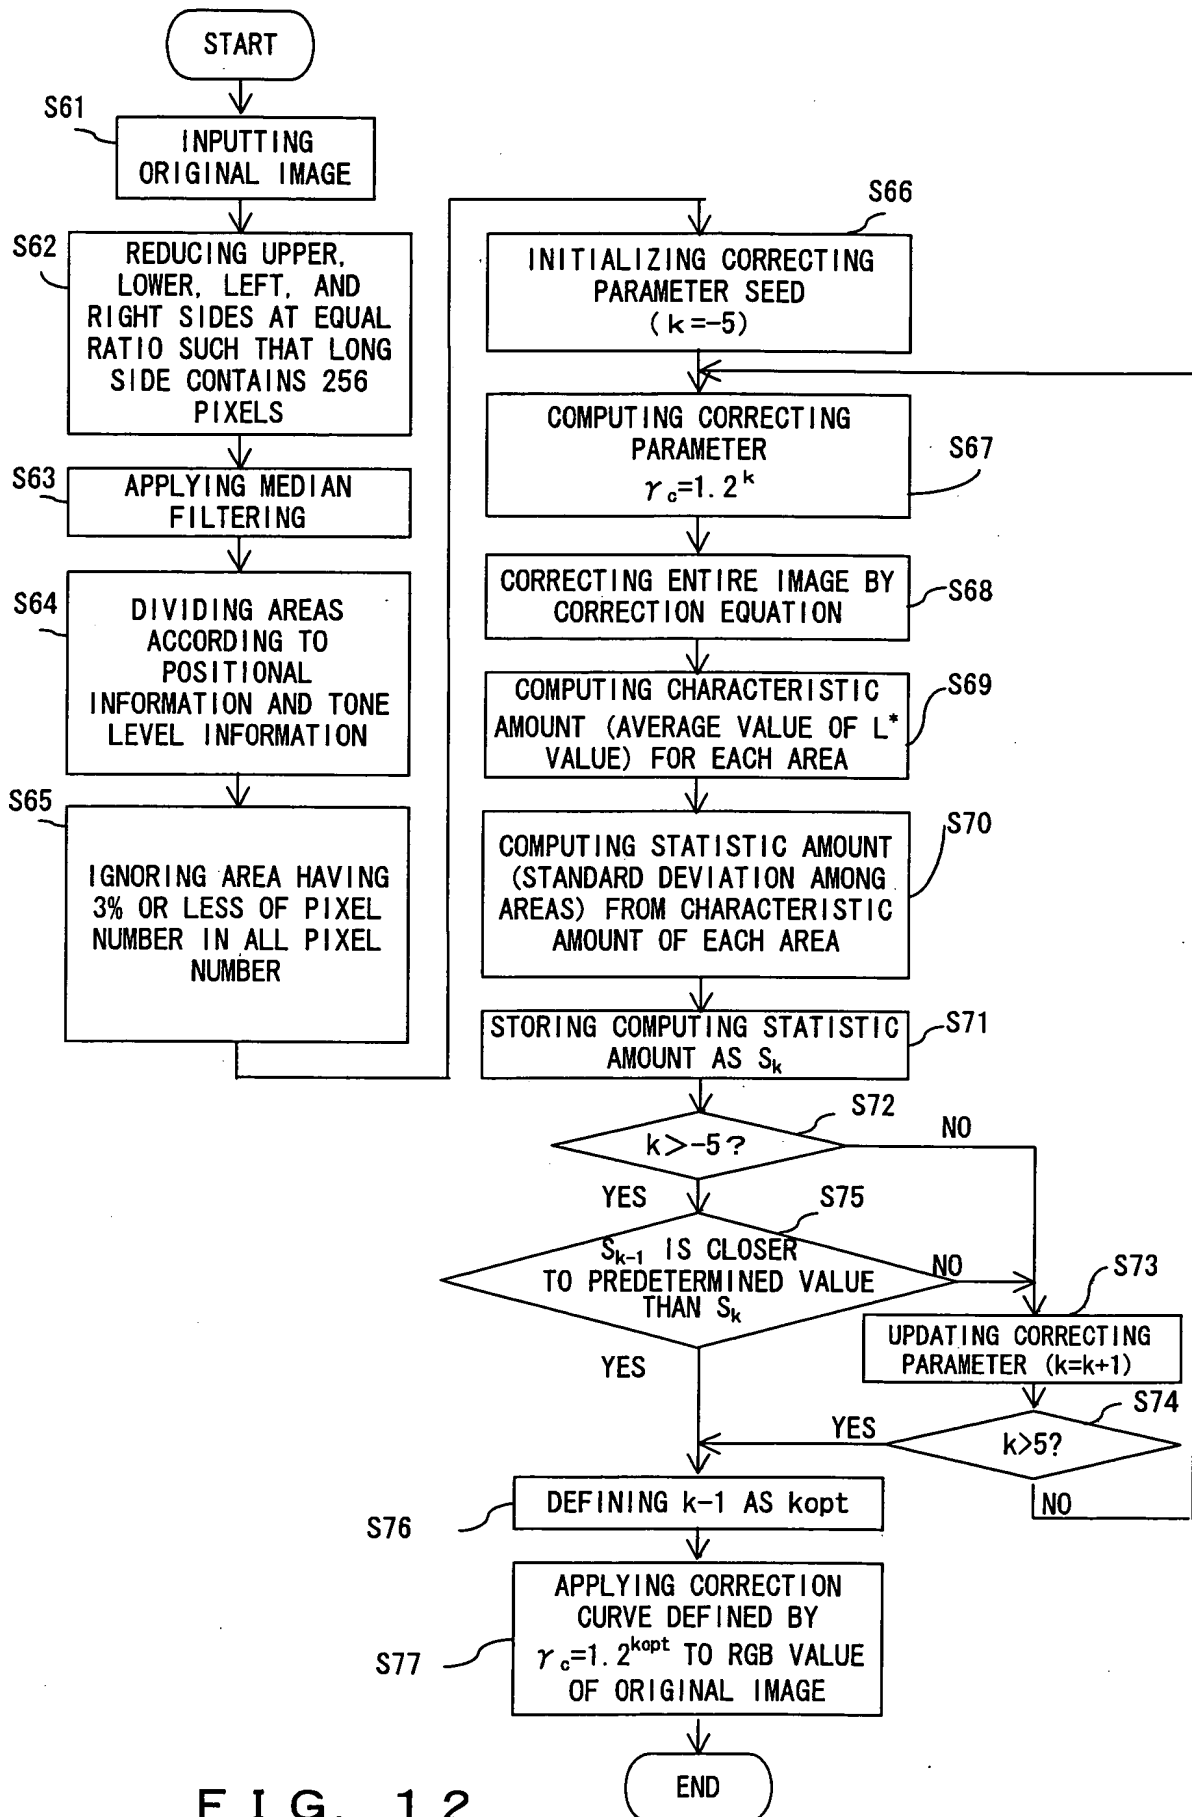 START
S61
INPUTTING
ORIGINAL IMAGE
S62
REDUCING UPPER,
LOWER, LEFT, AND
RIGHT SIDES AT EQUAL
RATIO SUCH THAT LONG
SIDE CONTAINS 256
PIXELS
S63
APPLYING MEDIAN
FILTERING
S64
DIVIDING AREAS
ACCORDING TO
POSITIONAL
INFORMATION AND TONE
LEVEL INFORMATION
S65
IGNORING AREA HAVING
3% OR LESS OF PIXEL
NUMBER IN ALL PIXEL
NUMBER
S66
INITIALIZING CORRECTING
PARAMETER SEED
(k=-5)
COMPUTING CORRECTING
PARAMETER
γc=1.2^k
S67
CORRECTING ENTIRE IMAGE BY
CORRECTION EQUATION
S68
COMPUTING CHARACTERISTIC
AMOUNT (AVERAGE VALUE OF L*
VALUE) FOR EACH AREA
S69
COMPUTING STATISTIC AMOUNT
(STANDARD DEVIATION AMONG
AREAS) FROM CHARACTERISTIC
AMOUNT OF EACH AREA
S70
STORING COMPUTING STATISTIC
AMOUNT AS Sk
S71
S72
k>-5?
NO
YES
S75
Sk-1 IS CLOSER
TO PREDETERMINED VALUE
THAN Sk
NO
YES
S73
UPDATING CORRECTING
PARAMETER (k=k+1)
S74
k>5?
YES
NO
DEFINING k-1 AS kopt
S76
APPLYING CORRECTION
CURVE DEFINED BY
γc=1.2^kopt TO RGB VALUE
OF ORIGINAL IMAGE
S77
END
FIG. 12